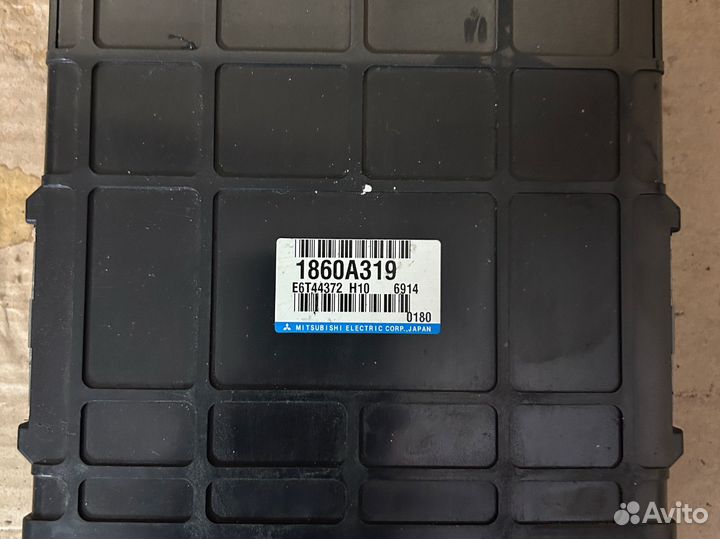 1860A319
E6T44372 H10 6914
0180
MITSUBISHI ELECTRIC CORP.,JAPAN
Avito